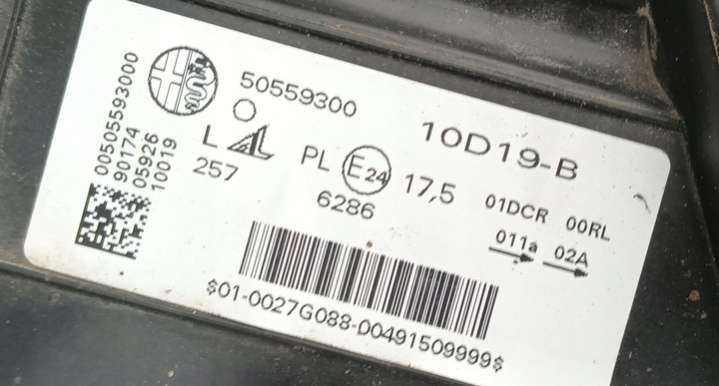 00505593000
90174
05926
10019
50559300
L AL
257
PL E24 17,5
6286
10D19-B
01DCR 00RL
011a 02A
$01-0027G088-00491509999$